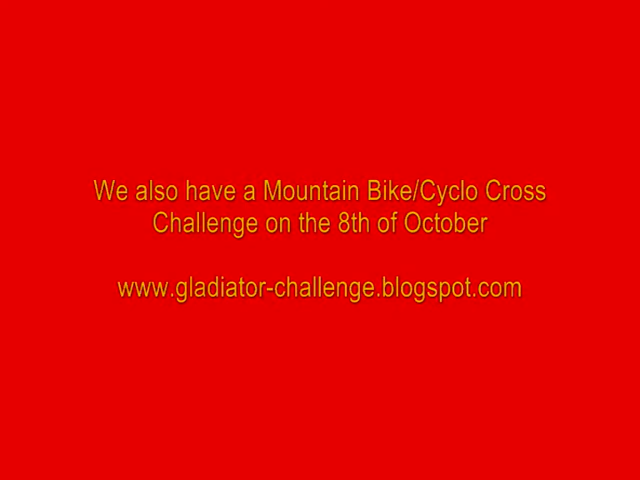 We also have a Mountain Bike/Cyclo Cross
Challenge on the 8th of October
www.gladiator-challenge.blogspot.com